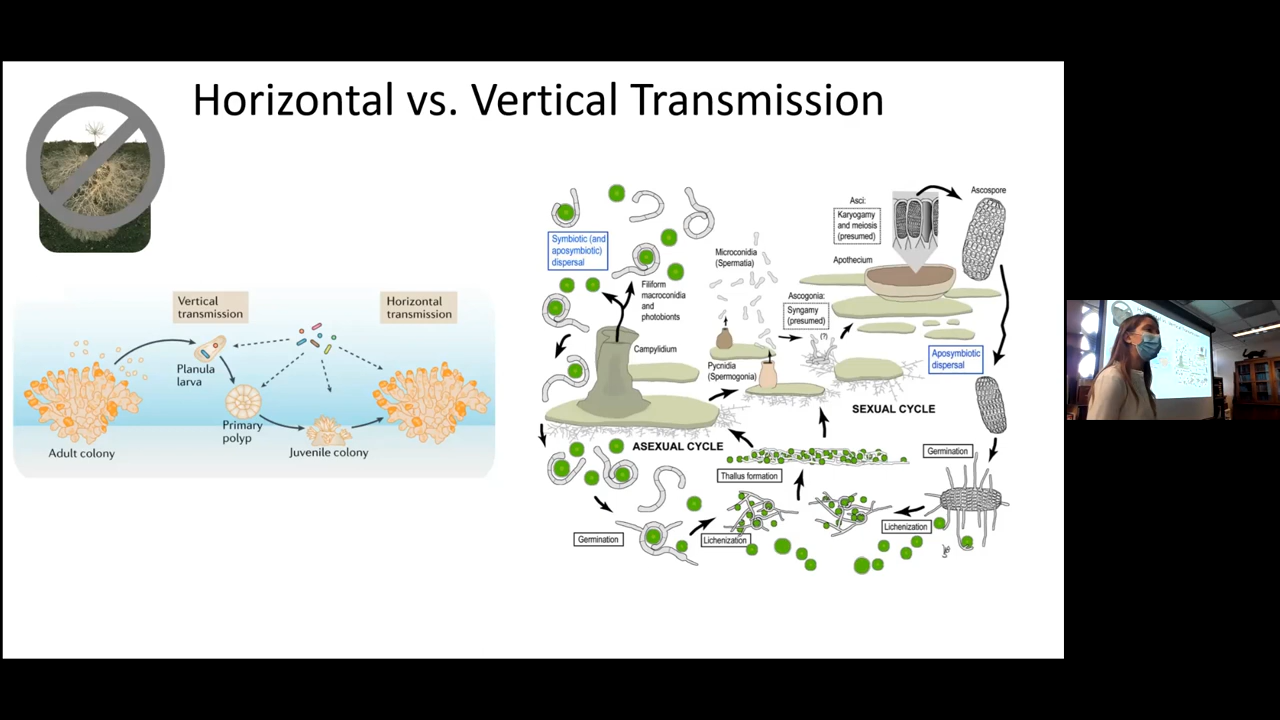 Horizontal vs. Vertical Transmission
Vertical
transmission
Horizontal
transmission
Planula
larva
Primary
polyp
Adult colony
Juvenile colony
Symbiotic (and
aposymbiotic)
dispersal
Filiform
macroconidia
and
photobionts
Campylidium
Microconidia
(Spermatia)
Pycnidia
(Spermogonia)
Ascogonia:
Syngamy
(presumed)
(?)
Asci:
Karyogamy
and meiosis
(presumed)
Apothecium
Ascospore
Aposymbiotic
dispersal
SEXUAL CYCLE
ASEXUAL CYCLE
Thallus formation
Germination
Lichenization
Germination
Lichenization